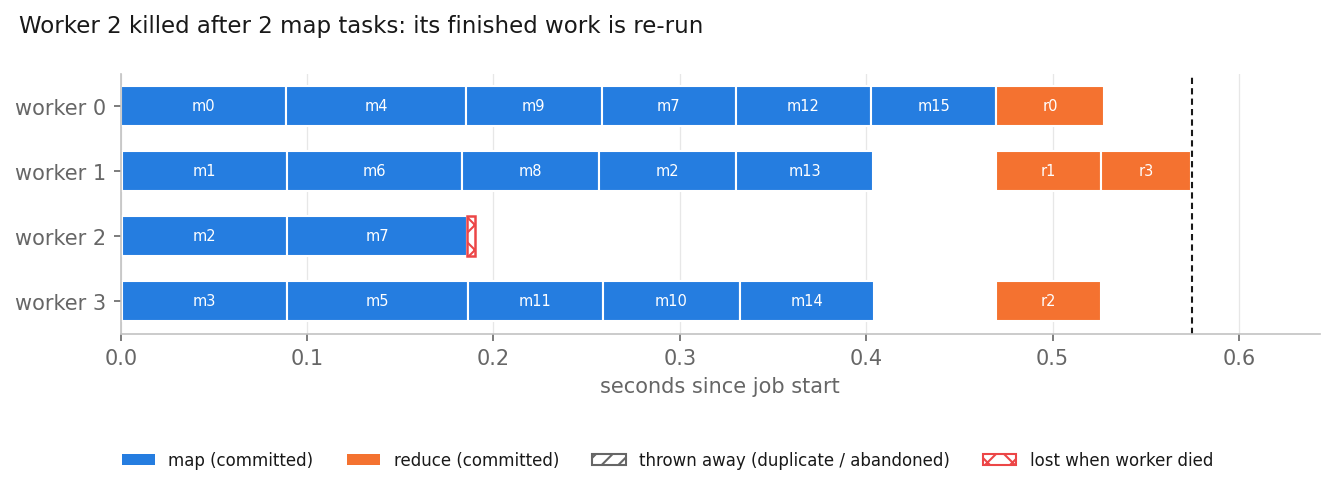 Worker 2 killed after 2 map tasks: its finished work is re-run
worker 0 m0 m4 m9 m7 m12 m15 r0
worker 1 m1 m6 m8 m2 m13 r1 r3
worker 2 m2 m7
worker 3 m3 m5 m11 m10 m14 r2
0.0 0.1 0.2 0.3 0.4 0.5 0.6
seconds since job start
map (committed) reduce (committed) thrown away (duplicate / abandoned) lost when worker died